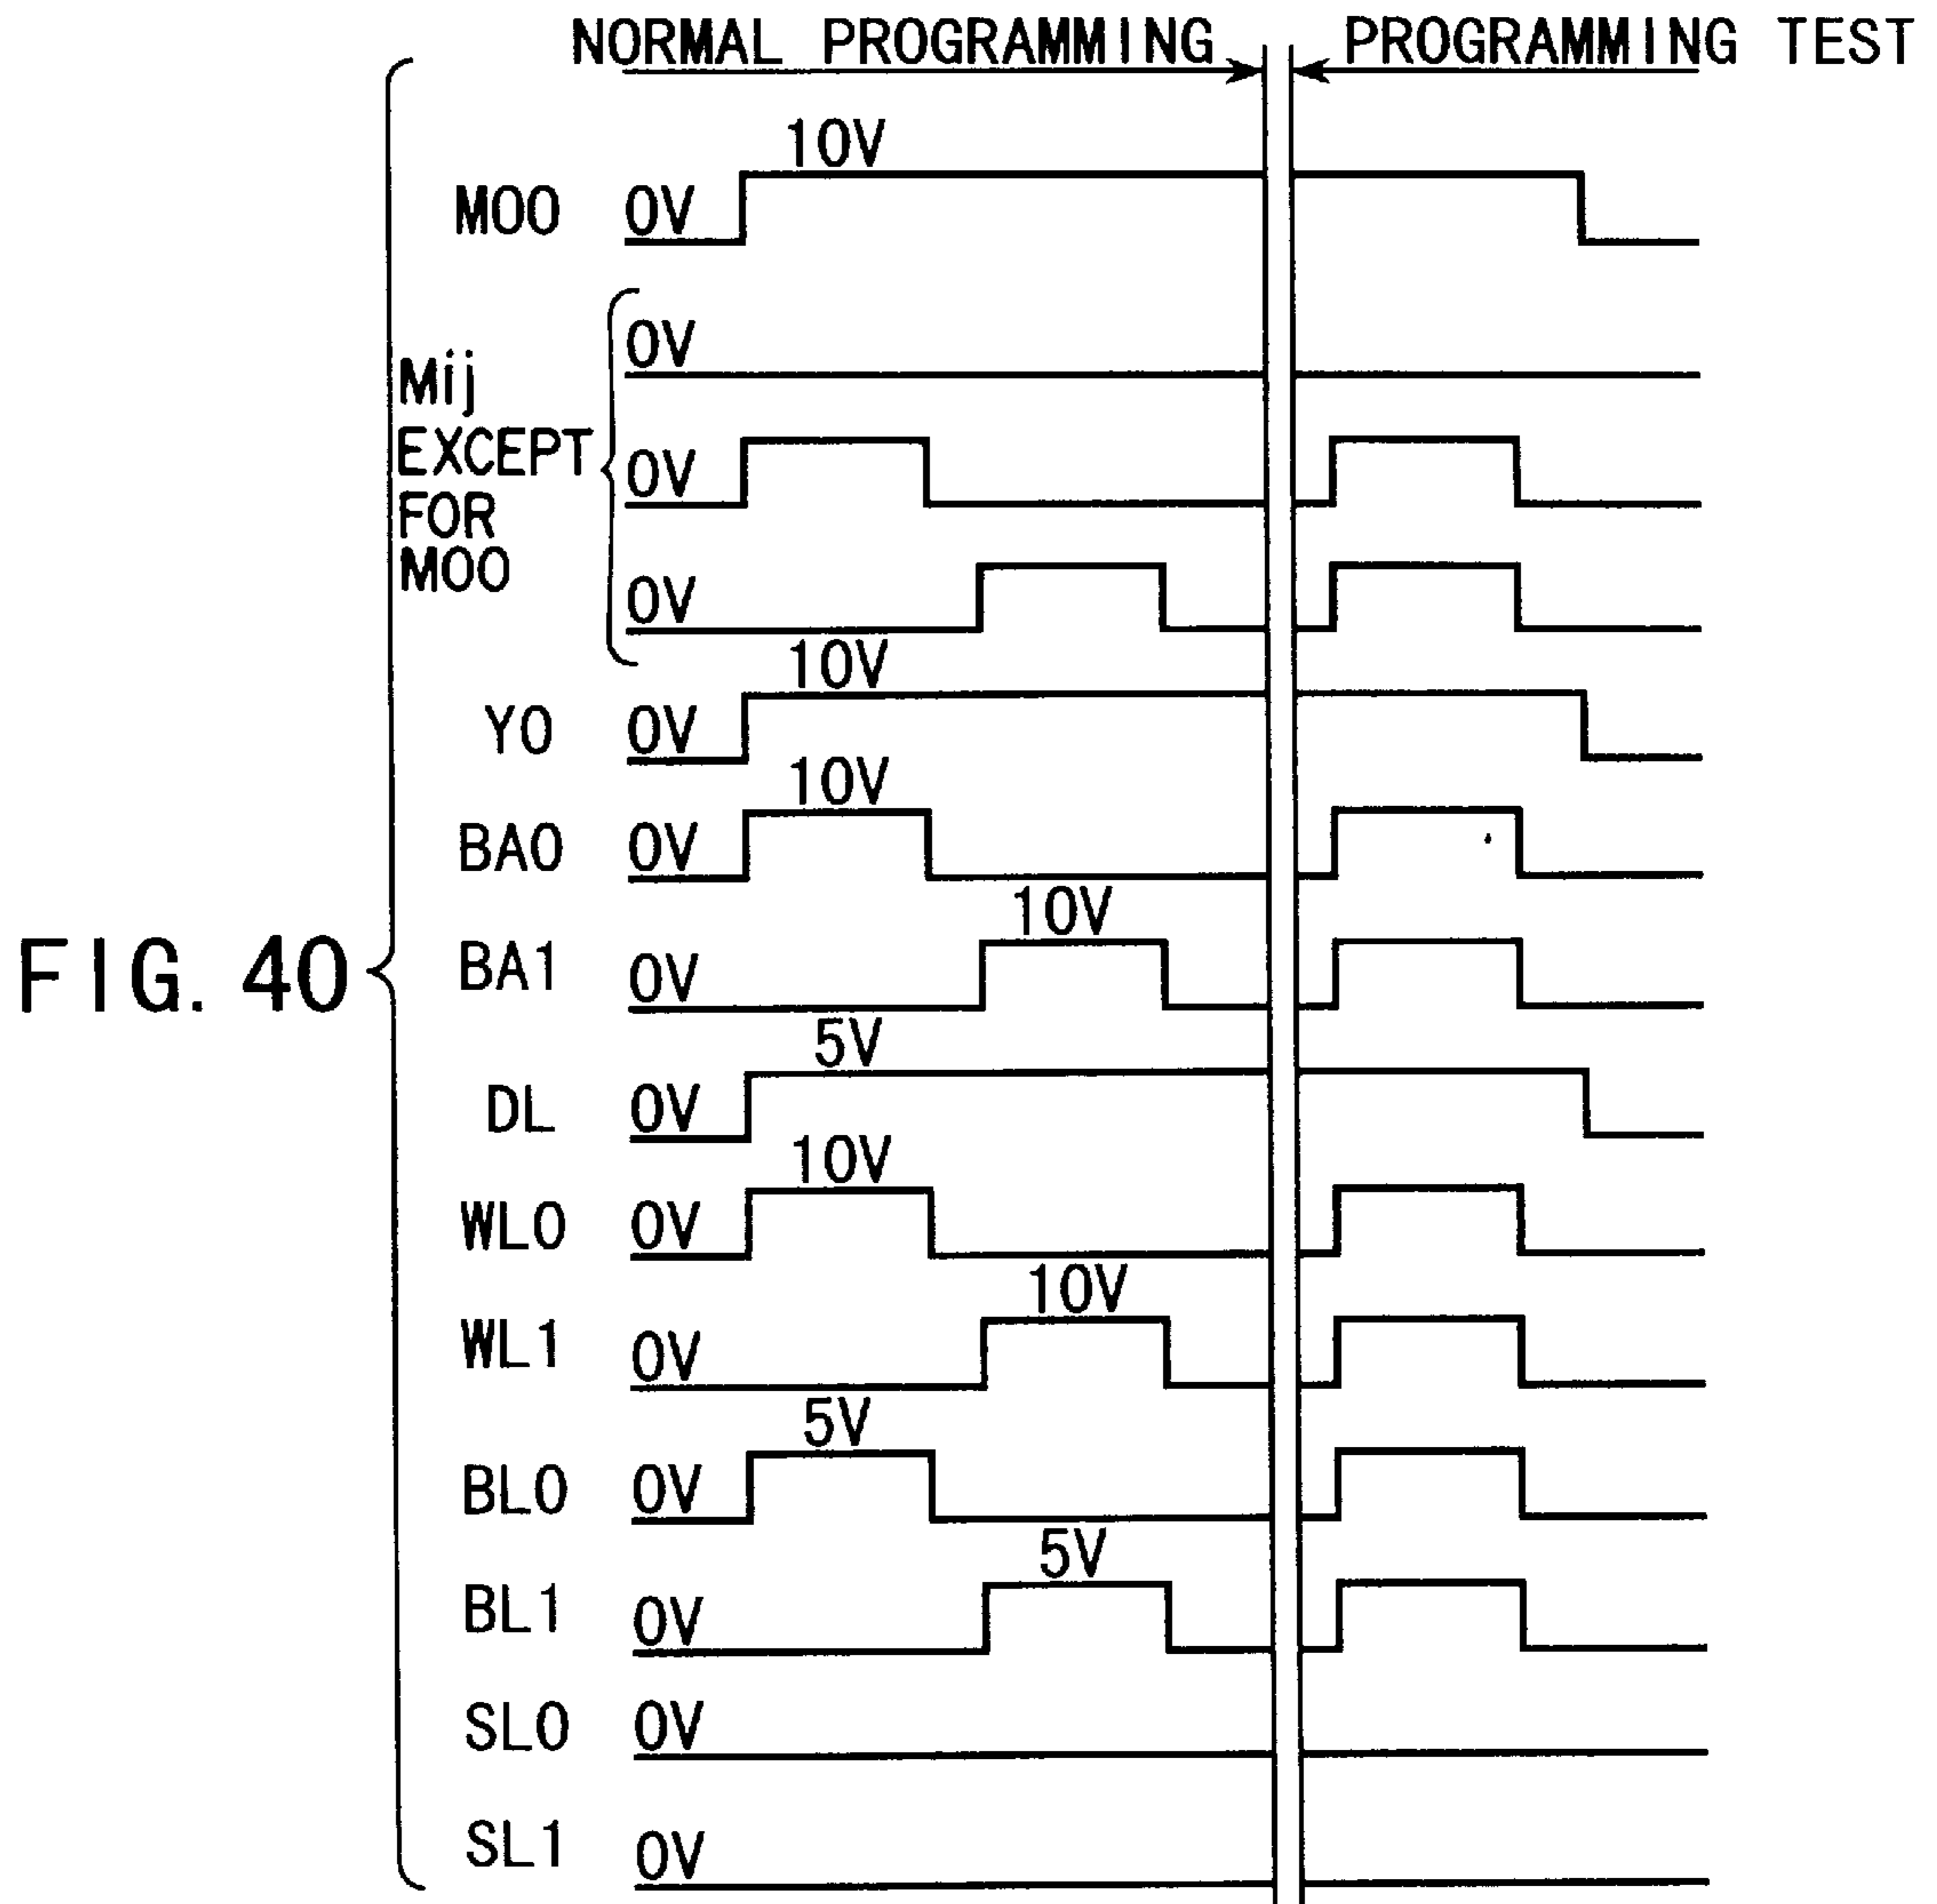 NORMAL PROGRAMMING PROGRAMMING TEST
10V
M00 0V
0V
Mij
EXCEPT 0V
FOR
M00 0V
10V
Y0 0V
10V
BA0 0V
10V
FIG. 40
BA1 0V
5V
DL 0V
10V
WL0 0V
10V
WL1 0V
5V
BL0 0V
5V
BL1 0V
SL0 0V
SL1 0V